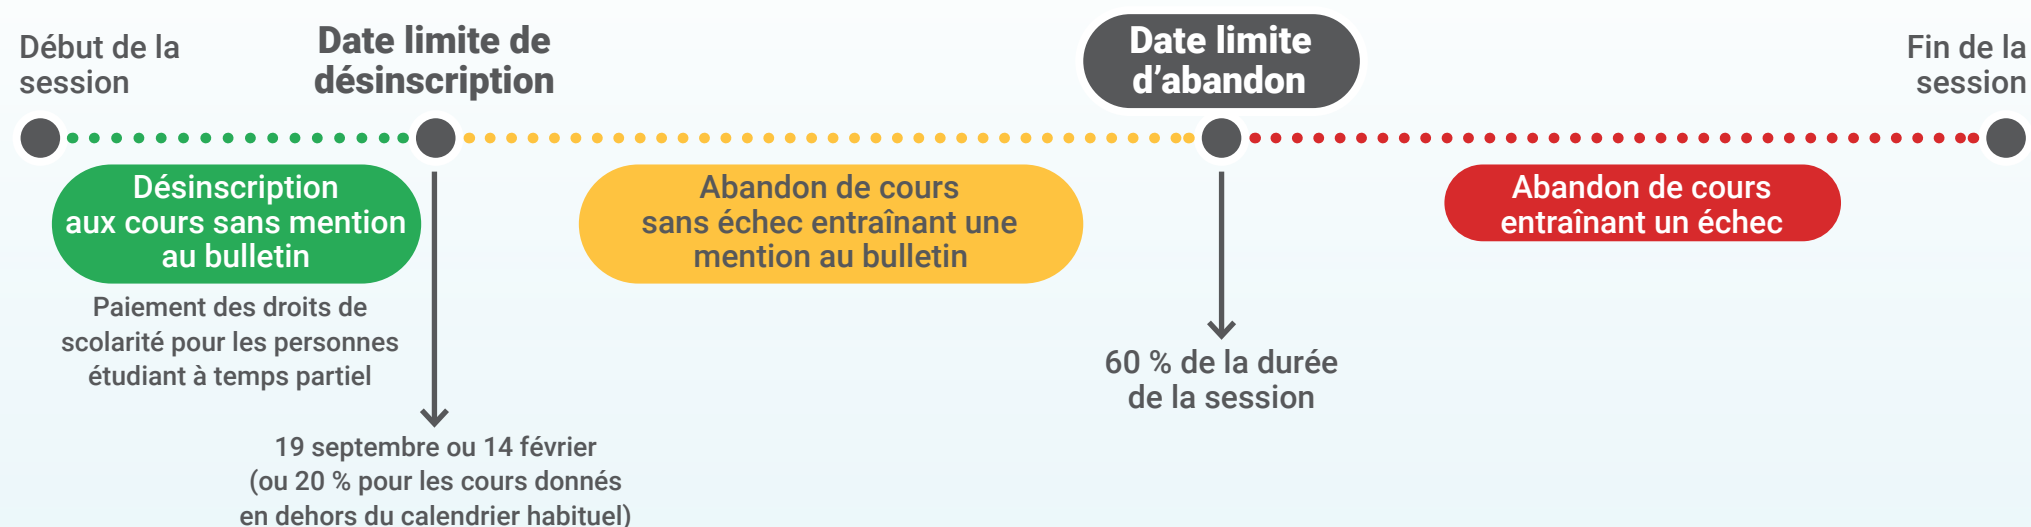 Début de la
session
Date limite de
désinscription
Date limite
d’abandon
Fin de la
session
Désinscription
aux cours sans mention
au bulletin
Abandon de cours
sans échec entraînant une
mention au bulletin
Abandon de cours
entraînant un échec
Paiement des droits de
scolarité pour les personnes
étudiant à temps partiel
60 % de la durée
de la session
19 septembre ou 14 février
(ou 20 % pour les cours donnés
en dehors du calendrier habituel)